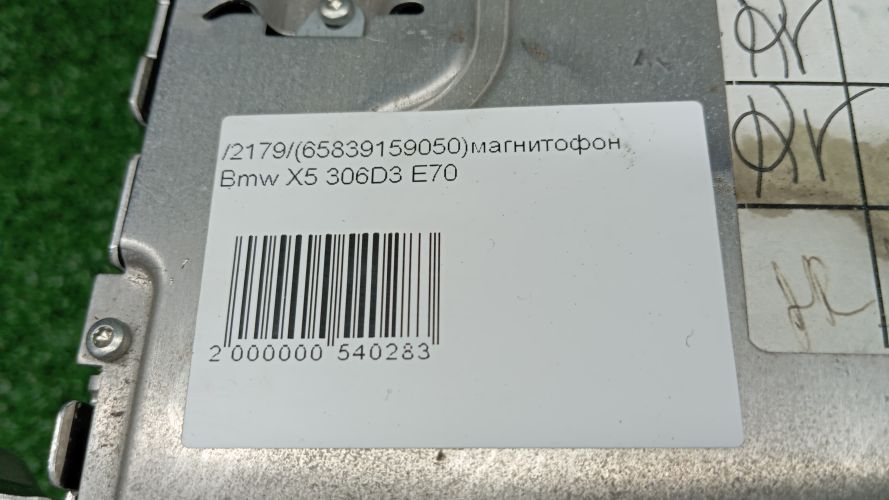 /2179/(65839159050)магнитофон
Bmw X5 306D3 E70
2 000000 540283